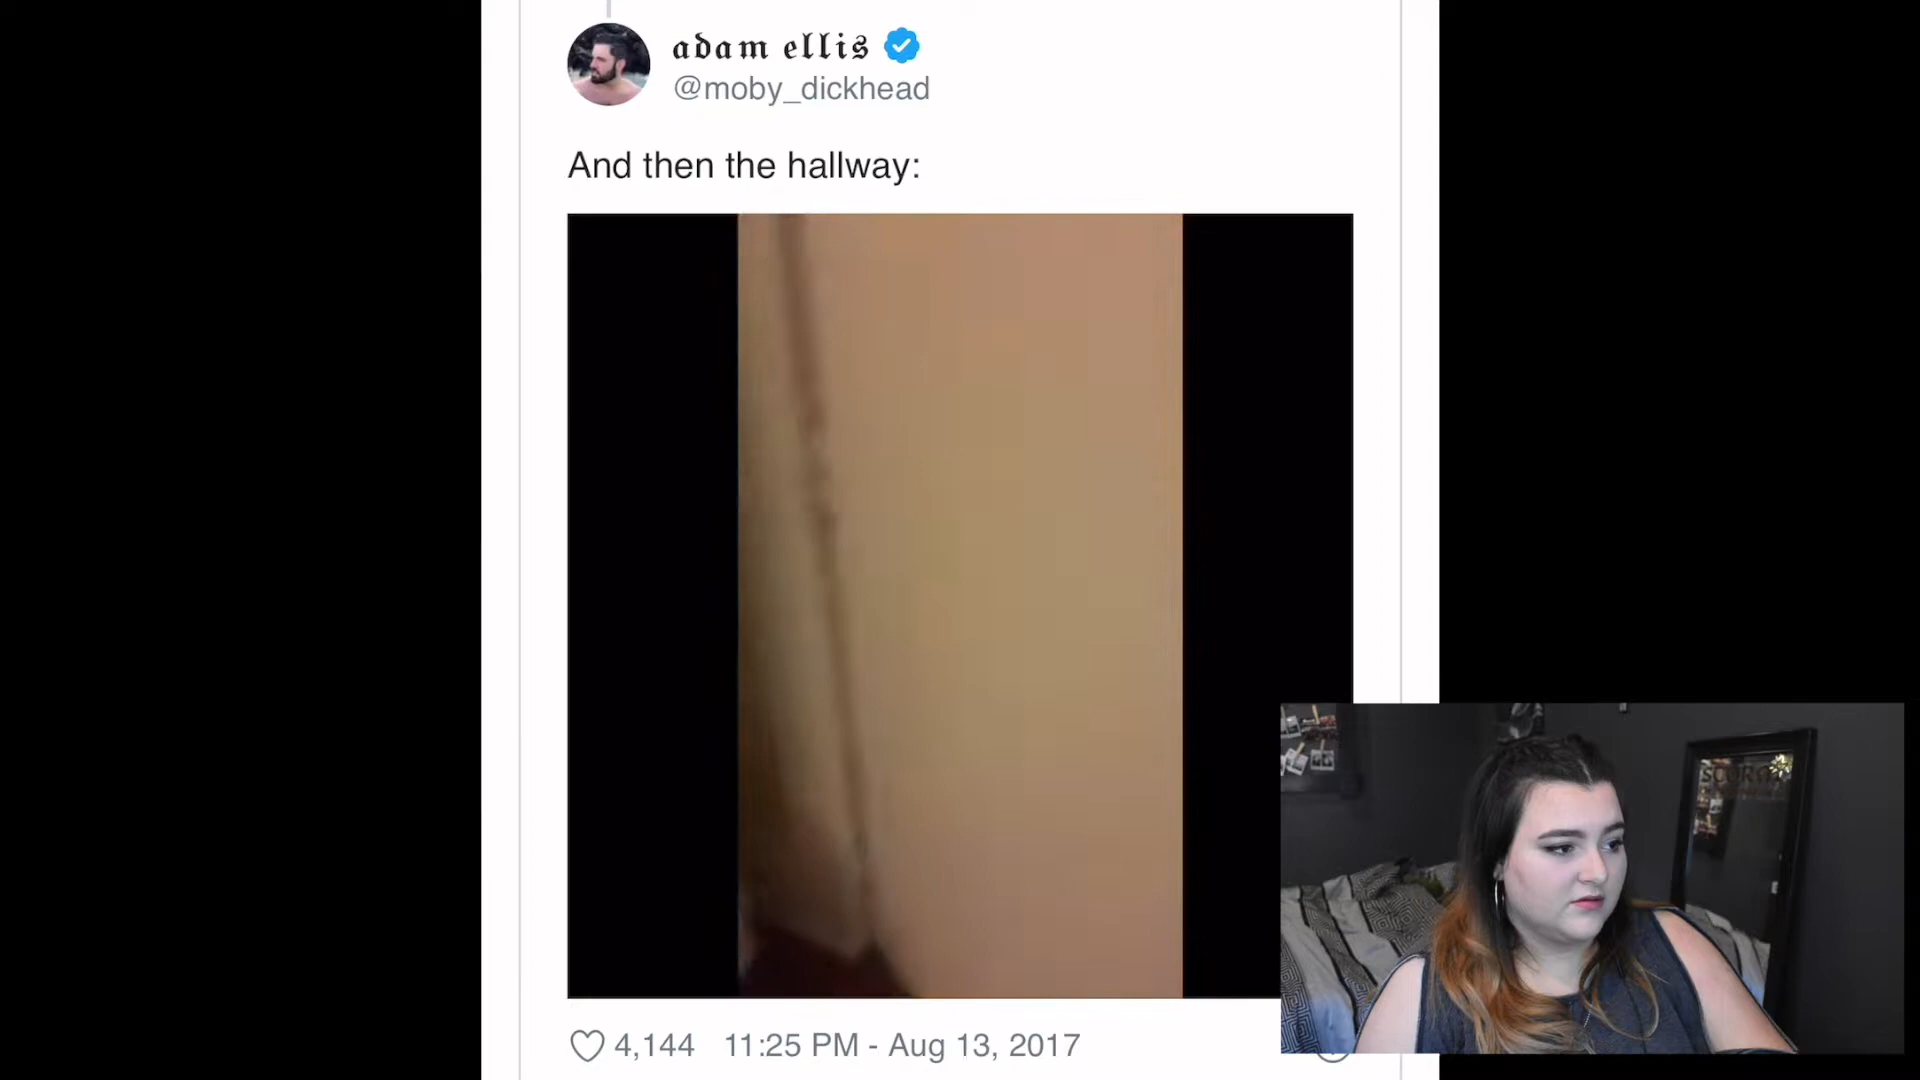 adam ellis
@moby_dickhead
And then the hallway:
4,144 11:25 PM - Aug 13, 2017